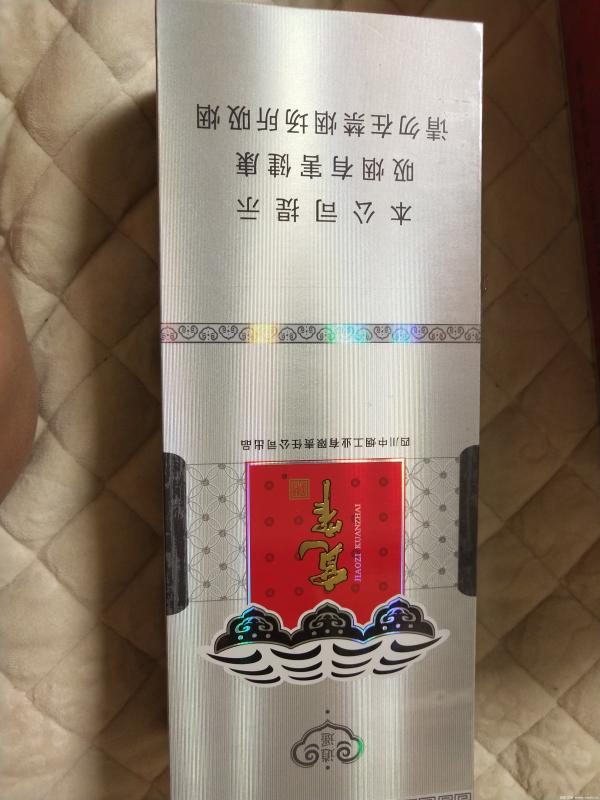 逍遥
宽窄
JIAOZI KUANZHAI
四川中烟工业有限责任公司出品
本公司提示
吸烟有害健康
请勿在禁烟场所吸烟